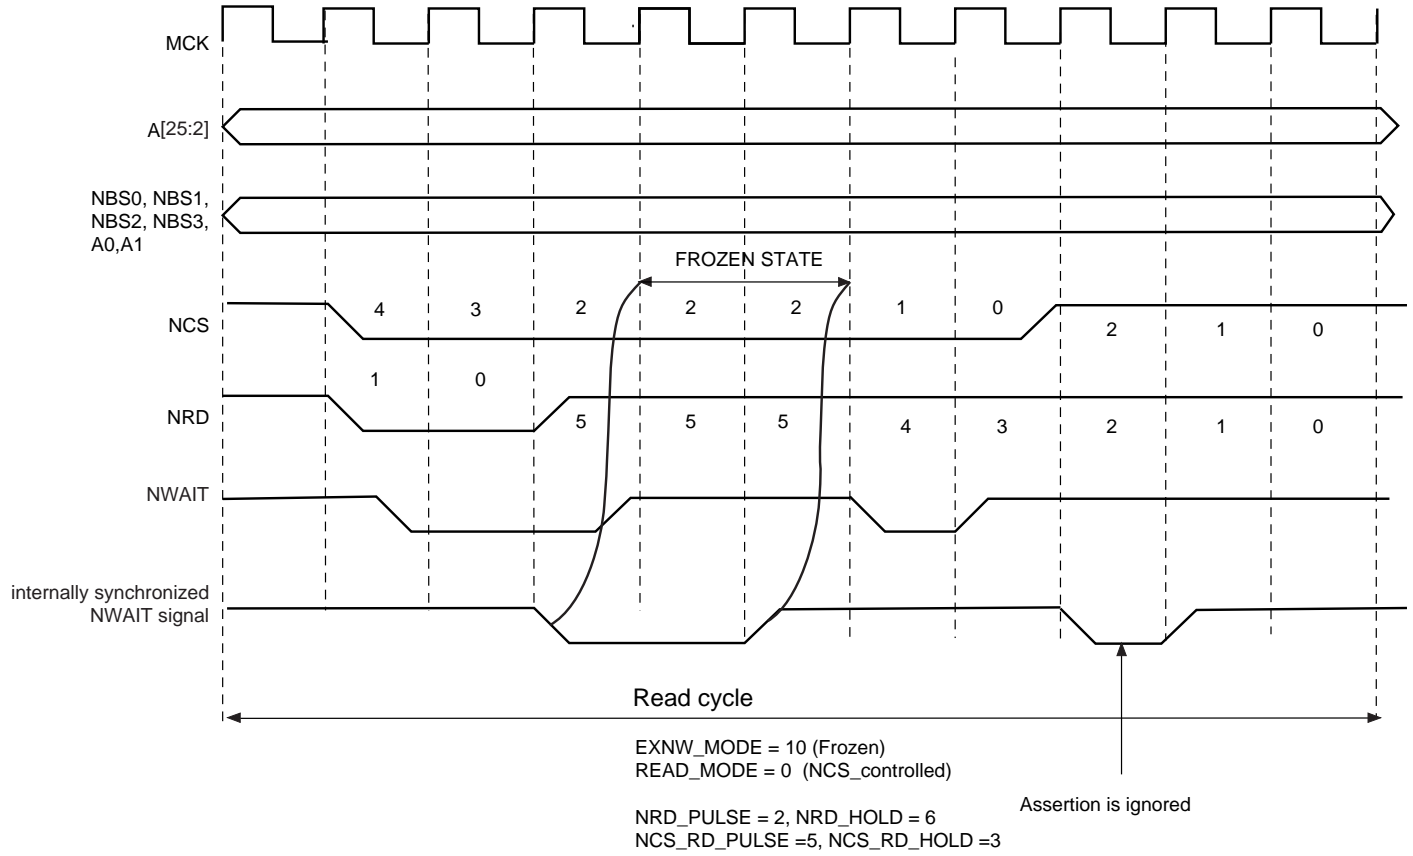 MCK
A[25:2]
NBS0, NBS1,
NBS2, NBS3,
A0,A1
FROZEN STATE
NCS
4 3 2 2 2 1 0
2 1 0
1 0
NRD
5 5 5 4 3 2 1 0
NWAIT
internally synchronized
NWAIT signal
Read cycle
EXNW_MODE = 10 (Frozen)
READ_MODE = 0 (NCS_controlled)
Assertion is ignored
NRD_PULSE = 2, NRD_HOLD = 6
NCS_RD_PULSE =5, NCS_RD_HOLD =3